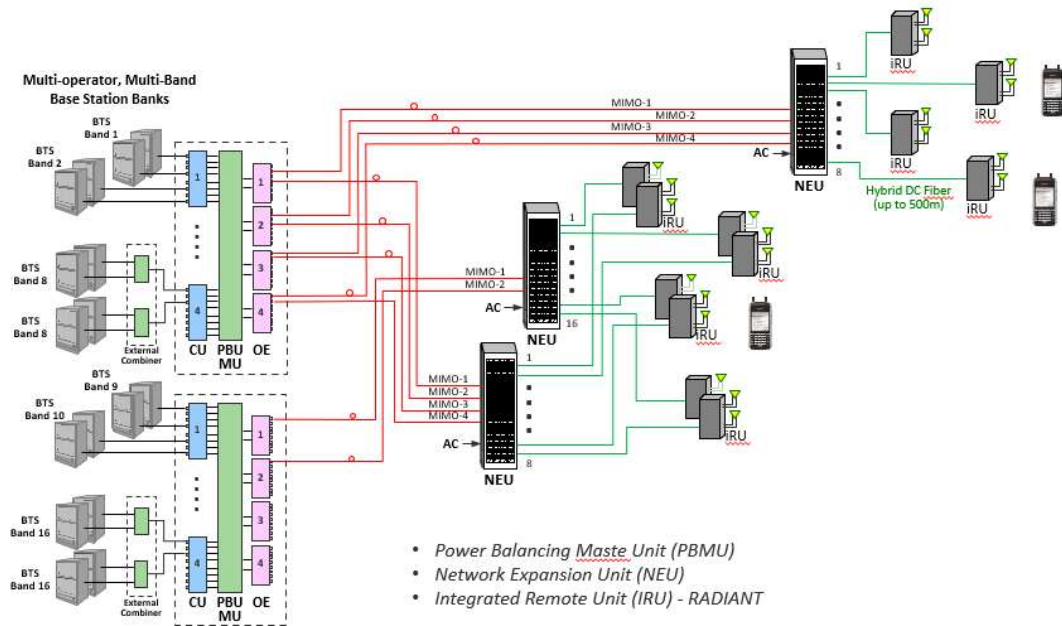 Multi-operator, Multi-Band
Base Station Banks
BTS
Band 1
BTS
Band 2
BTS
Band 8
BTS
Band 8
External
Combiner
1
4
CU
PBU
MU
1
2
3
4
OE
BTS
Band 9
BTS
Band 10
BTS
Band 16
BTS
Band 16
External
Combiner
1
4
CU
PBU
MU
1
2
3
4
OE
MIMO-1
MIMO-2
MIMO-3
MIMO-4
AC
NEU
1
8
iRU
iRU
iRU
iRU
Hybrid DC Fiber
(up to 500m)
MIMO-1
MIMO-2
AC
NEU
1
16
iRU
iRU
iRU
iRU
MIMO-1
MIMO-2
MIMO-3
MIMO-4
AC
NEU
1
8
• Power Balancing Maste Unit (PBMU)
• Network Expansion Unit (NEU)
• Integrated Remote Unit (IRU) - RADIANT